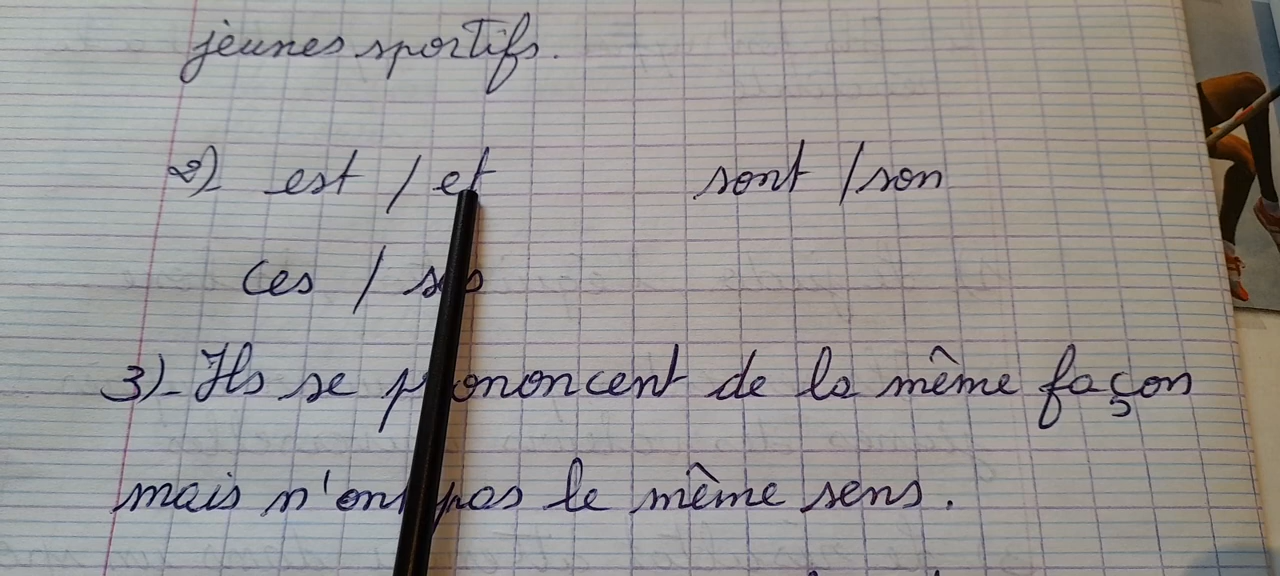 jeunes sportifs.
2) est / et sont / son
ces / ses
3)- Ils se prononcent de la même façon
mais n'ont pas le même sens.